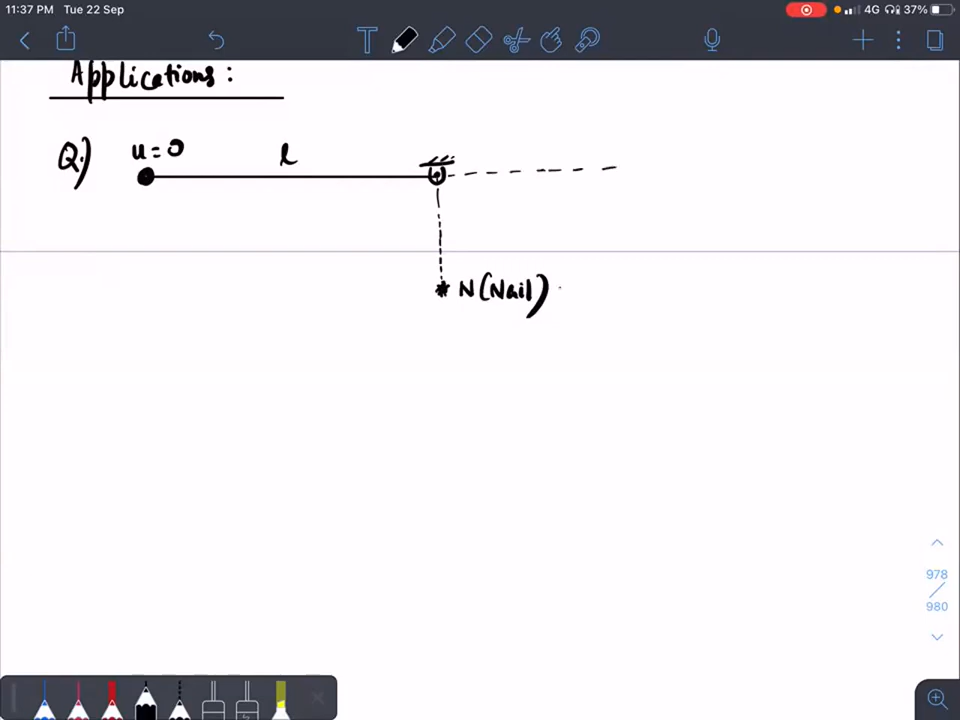 11:37 PM Tue 22 Sep 4G 37%
T
Applications:
Q.) u=0 l
N(Nail)
978
980